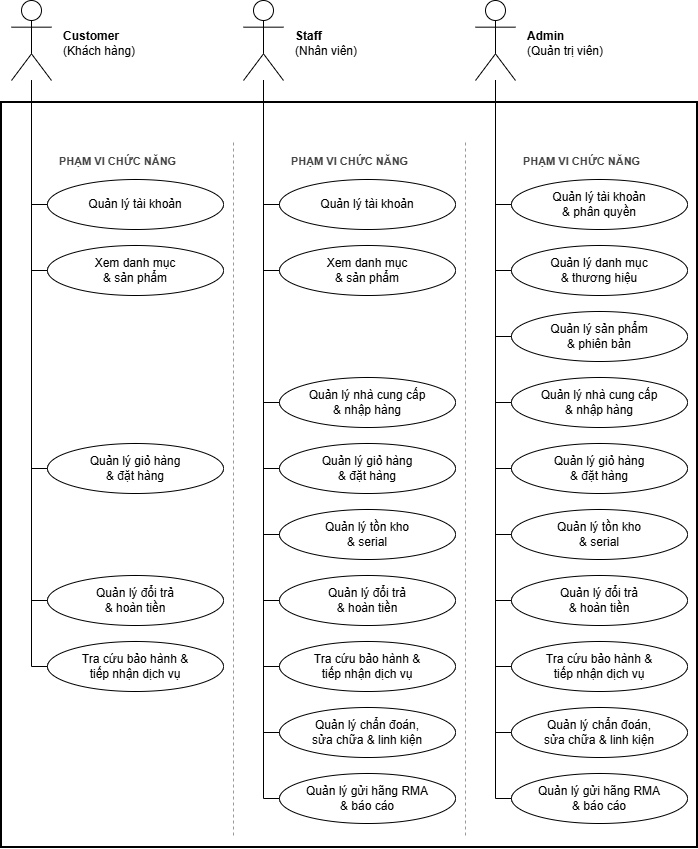 Customer
(Khách hàng)
Staff
(Nhân viên)
Admin
(Quản trị viên)
PHẠM VI CHỨC NĂNG
Quản lý tài khoản
Xem danh mục
& sản phẩm
Quản lý giỏ hàng
& đặt hàng
Quản lý đổi trả
& hoàn tiền
Tra cứu bảo hành &
tiếp nhận dịch vụ
PHẠM VI CHỨC NĂNG
Quản lý tài khoản
Xem danh mục
& sản phẩm
Quản lý nhà cung cấp
& nhập hàng
Quản lý giỏ hàng
& đặt hàng
Quản lý tồn kho
& serial
Quản lý đổi trả
& hoàn tiền
Tra cứu bảo hành &
tiếp nhận dịch vụ
Quản lý chẩn đoán,
sửa chữa & linh kiện
Quản lý gửi hãng RMA
& báo cáo
PHẠM VI CHỨC NĂNG
Quản lý tài khoản
& phân quyền
Quản lý danh mục
& thương hiệu
Quản lý sản phẩm
& phiên bản
Quản lý nhà cung cấp
& nhập hàng
Quản lý giỏ hàng
& đặt hàng
Quản lý tồn kho
& serial
Quản lý đổi trả
& hoàn tiền
Tra cứu bảo hành &
tiếp nhận dịch vụ
Quản lý chẩn đoán,
sửa chữa & linh kiện
Quản lý gửi hãng RMA
& báo cáo